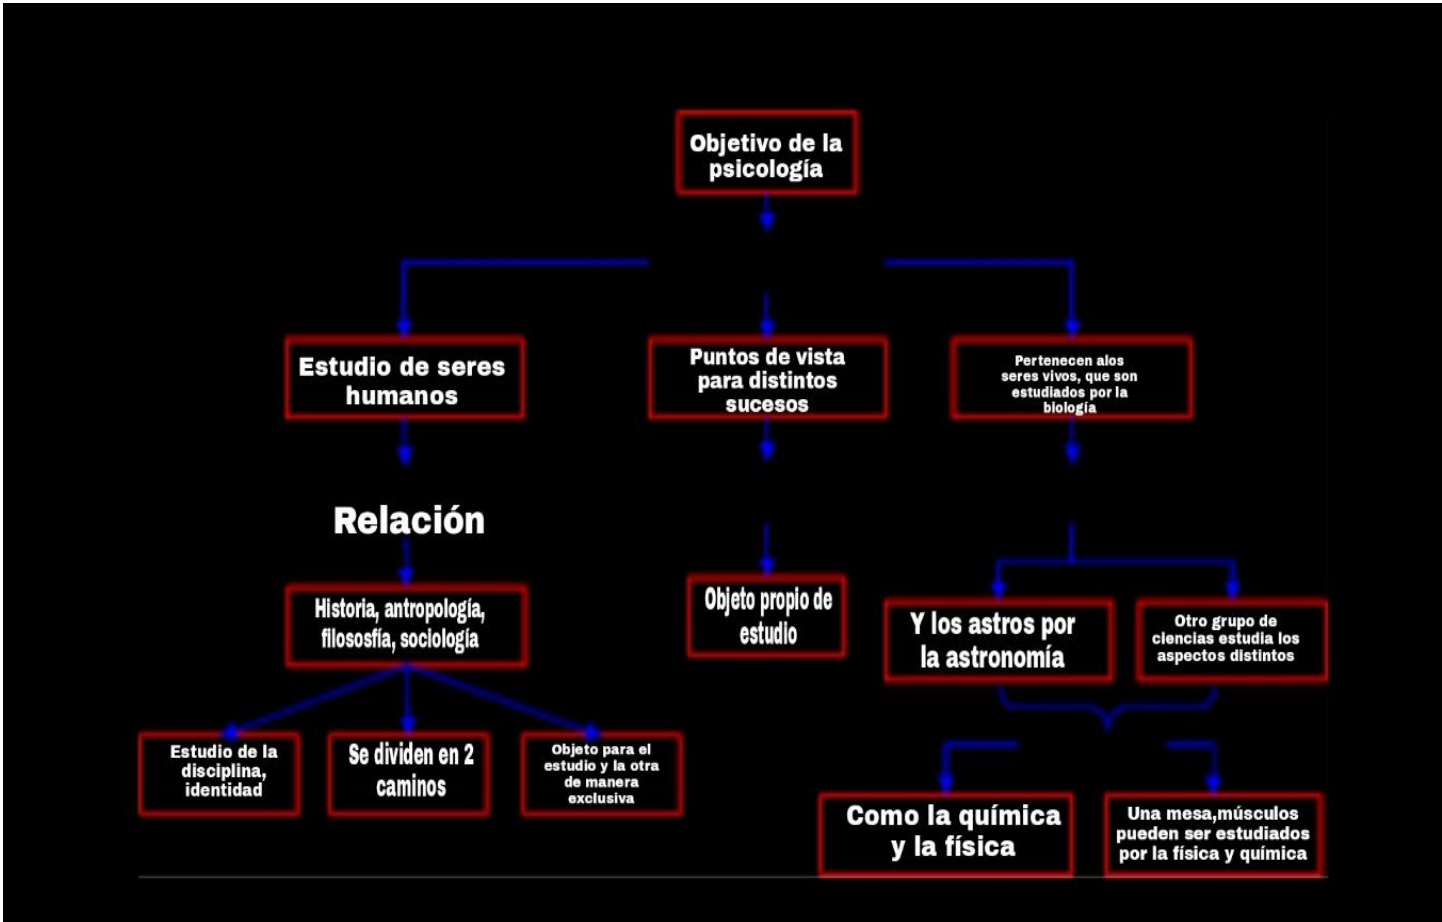 Objetivo de la
psicología
Estudio de seres
humanos
Puntos de vista
para distintos
sucesos
Pertenecen alos
seres vivos, que son
estudiados por la
biología
Relación
Historia, antropología,
filososfía, sociología
Objeto propio de
estudio
Y los astros por
la astronomía
Otro grupo de
ciencias estudia los
aspectos distintos
Estudio de la
disciplina,
identidad
Se dividen en 2
caminos
Objeto para el
estudio y la otra
de manera
exclusiva
Como la química
y la física
Una mesa,músculos
pueden ser estudiados
por la física y química